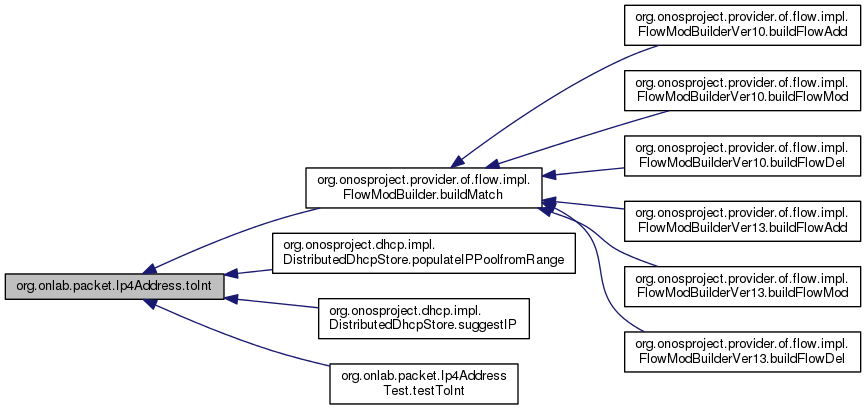 org.onosproject.provider.of.flow.impl.
FlowModBuilderVer10.buildFlowAdd
org.onosproject.provider.of.flow.impl.
FlowModBuilderVer10.buildFlowMod
org.onosproject.provider.of.flow.impl.
FlowModBuilderVer10.buildFlowDel
org.onosproject.provider.of.flow.impl.
FlowModBuilder.buildMatch
org.onosproject.provider.of.flow.impl.
FlowModBuilderVer13.buildFlowAdd
org.onosproject.dhcp.impl.
DistributedDhcpStore.populateIPPoolfromRange
org.onlab.packet.Ip4Address.toInt
org.onosproject.provider.of.flow.impl.
FlowModBuilderVer13.buildFlowMod
org.onosproject.dhcp.impl.
DistributedDhcpStore.suggestIP
org.onosproject.provider.of.flow.impl.
FlowModBuilderVer13.buildFlowDel
org.onlab.packet.Ip4Address
Test.testToInt